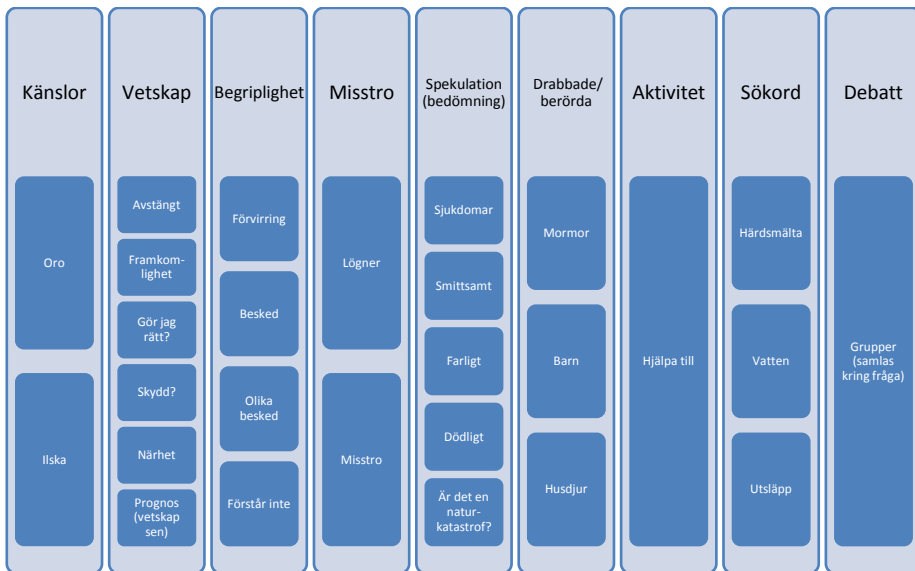 Känslor
Oro
Ilska
Vetskap
Avstängt
Framkom-
lighet
Gör jag
rätt?
Skydd?
Närhet
Prognos
(vetskap
sen)
Begriplighet
Förvirring
Besked
Olika
besked
Förstår inte
Misstro
Lögner
Misstro
Spekulation
(bedömning)
Sjukdomar
Smittsamt
Farligt
Dödligt
Är det en
natur-
katastrof?
Drabbade/
berörda
Mormor
Barn
Husdjur
Aktivitet
Hjälpa till
Sökord
Härdsmälta
Vatten
Utsläpp
Debatt
Grupper
(samlas
kring fråga)